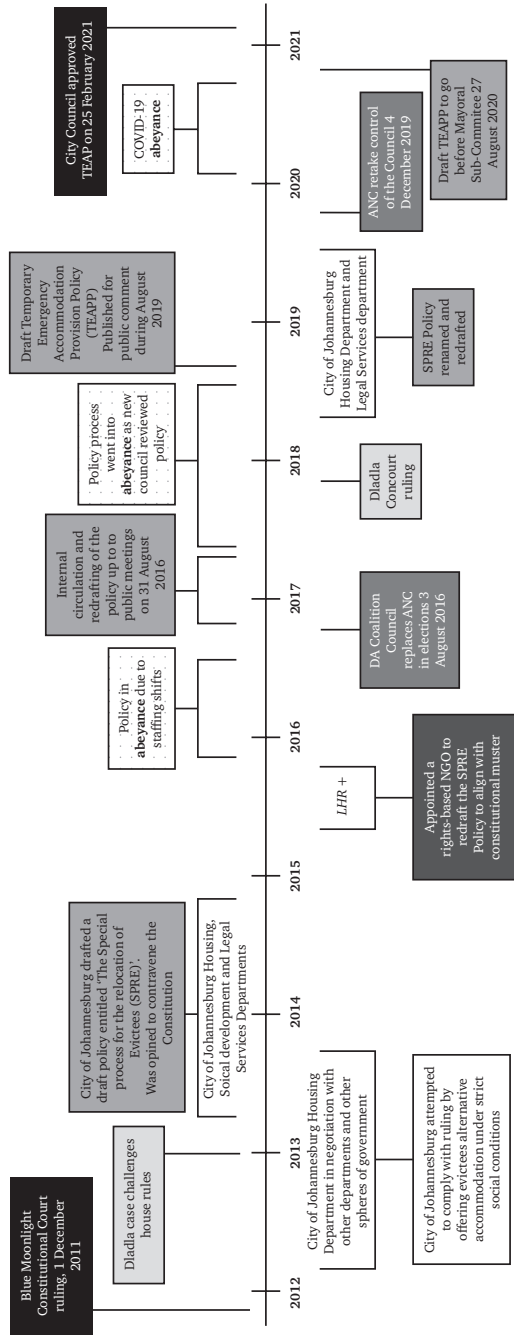 Blue Moonlight
Constitutional Court
ruling, 1 December
2011
Dladla case challenges
house rules
City of Johannesburg drafted a
draft policy entitled ‘The Special
process for the relocation of
Evictees (SPRE)’.
Was opined to contravene the
Constitution
City of Johannesburg Housing,
Soical development and Legal
Services Departments
Policy in
abeyance due to
staffing shifts
Internal
circulation and
redrafting of the
policy up to to
public meetings
on 31 August
2016
Policy process
went into
abeyance as new
council reviewed
policy
Draft Temporary
Emergency
Accommodation
Provision Policy
(TEAPP)
Published for
public comment
during August
2019
COVID-19
abeyance
City Council approved
TEAP on 25 February 2021
2012
2013
2014
2015
2016
2017
2018
2019
2020
2021
City of Johannesburg Housing
Department in negotiation with
other departments and other
spheres of government
City of Johannesburg attempted
to comply with ruling by
offering evictees alternative
accommodation under strict
social conditions
LHR +
Appointed a
rights-based NGO to
redraft the SPRE
Policy to align with
constitutional muster
DA Coalition
Council
replaces ANC
in elections 3
August 2016
Dladla
Concourt
ruling
City of Johannesburg
Housing Department and
Legal Services department
SPRE Policy
renamed and
redrafted
ANC retake control
of the Council 4
December 2019
Draft TEAPP to go
before Mayoral
Sub-Commitee 27
August 2020